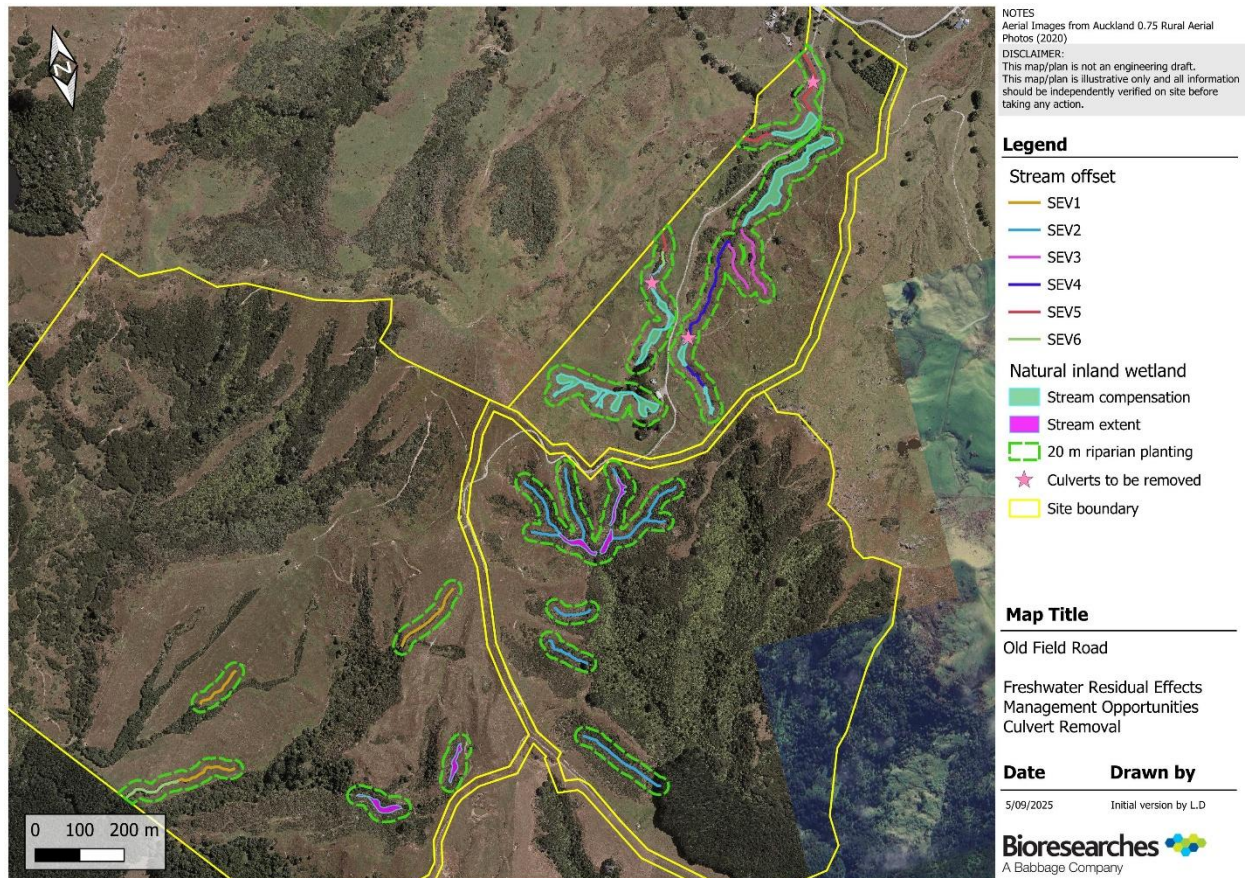 NOTES
Aerial Images from Auckland 0.75 Rural Aerial
Photos (2020)
DISCLAIMER:
This map/plan is not an engineering draft.
This map/plan is illustrative only and all information
should be independently verified on site before
taking any action.
Legend
Stream offset
SEV1
SEV2
SEV3
SEV4
SEV5
SEV6
Natural inland wetland
Stream compensation
Stream extent
20 m riparian planting
Culverts to be removed
Site boundary
Map Title
Old Field Road
Freshwater Residual Effects
Management Opportunities
Culvert Removal
Date Drawn by
5/09/2025 Initial version by L.D
Bioresearches
A Babbage Company
N
0 100 200 m